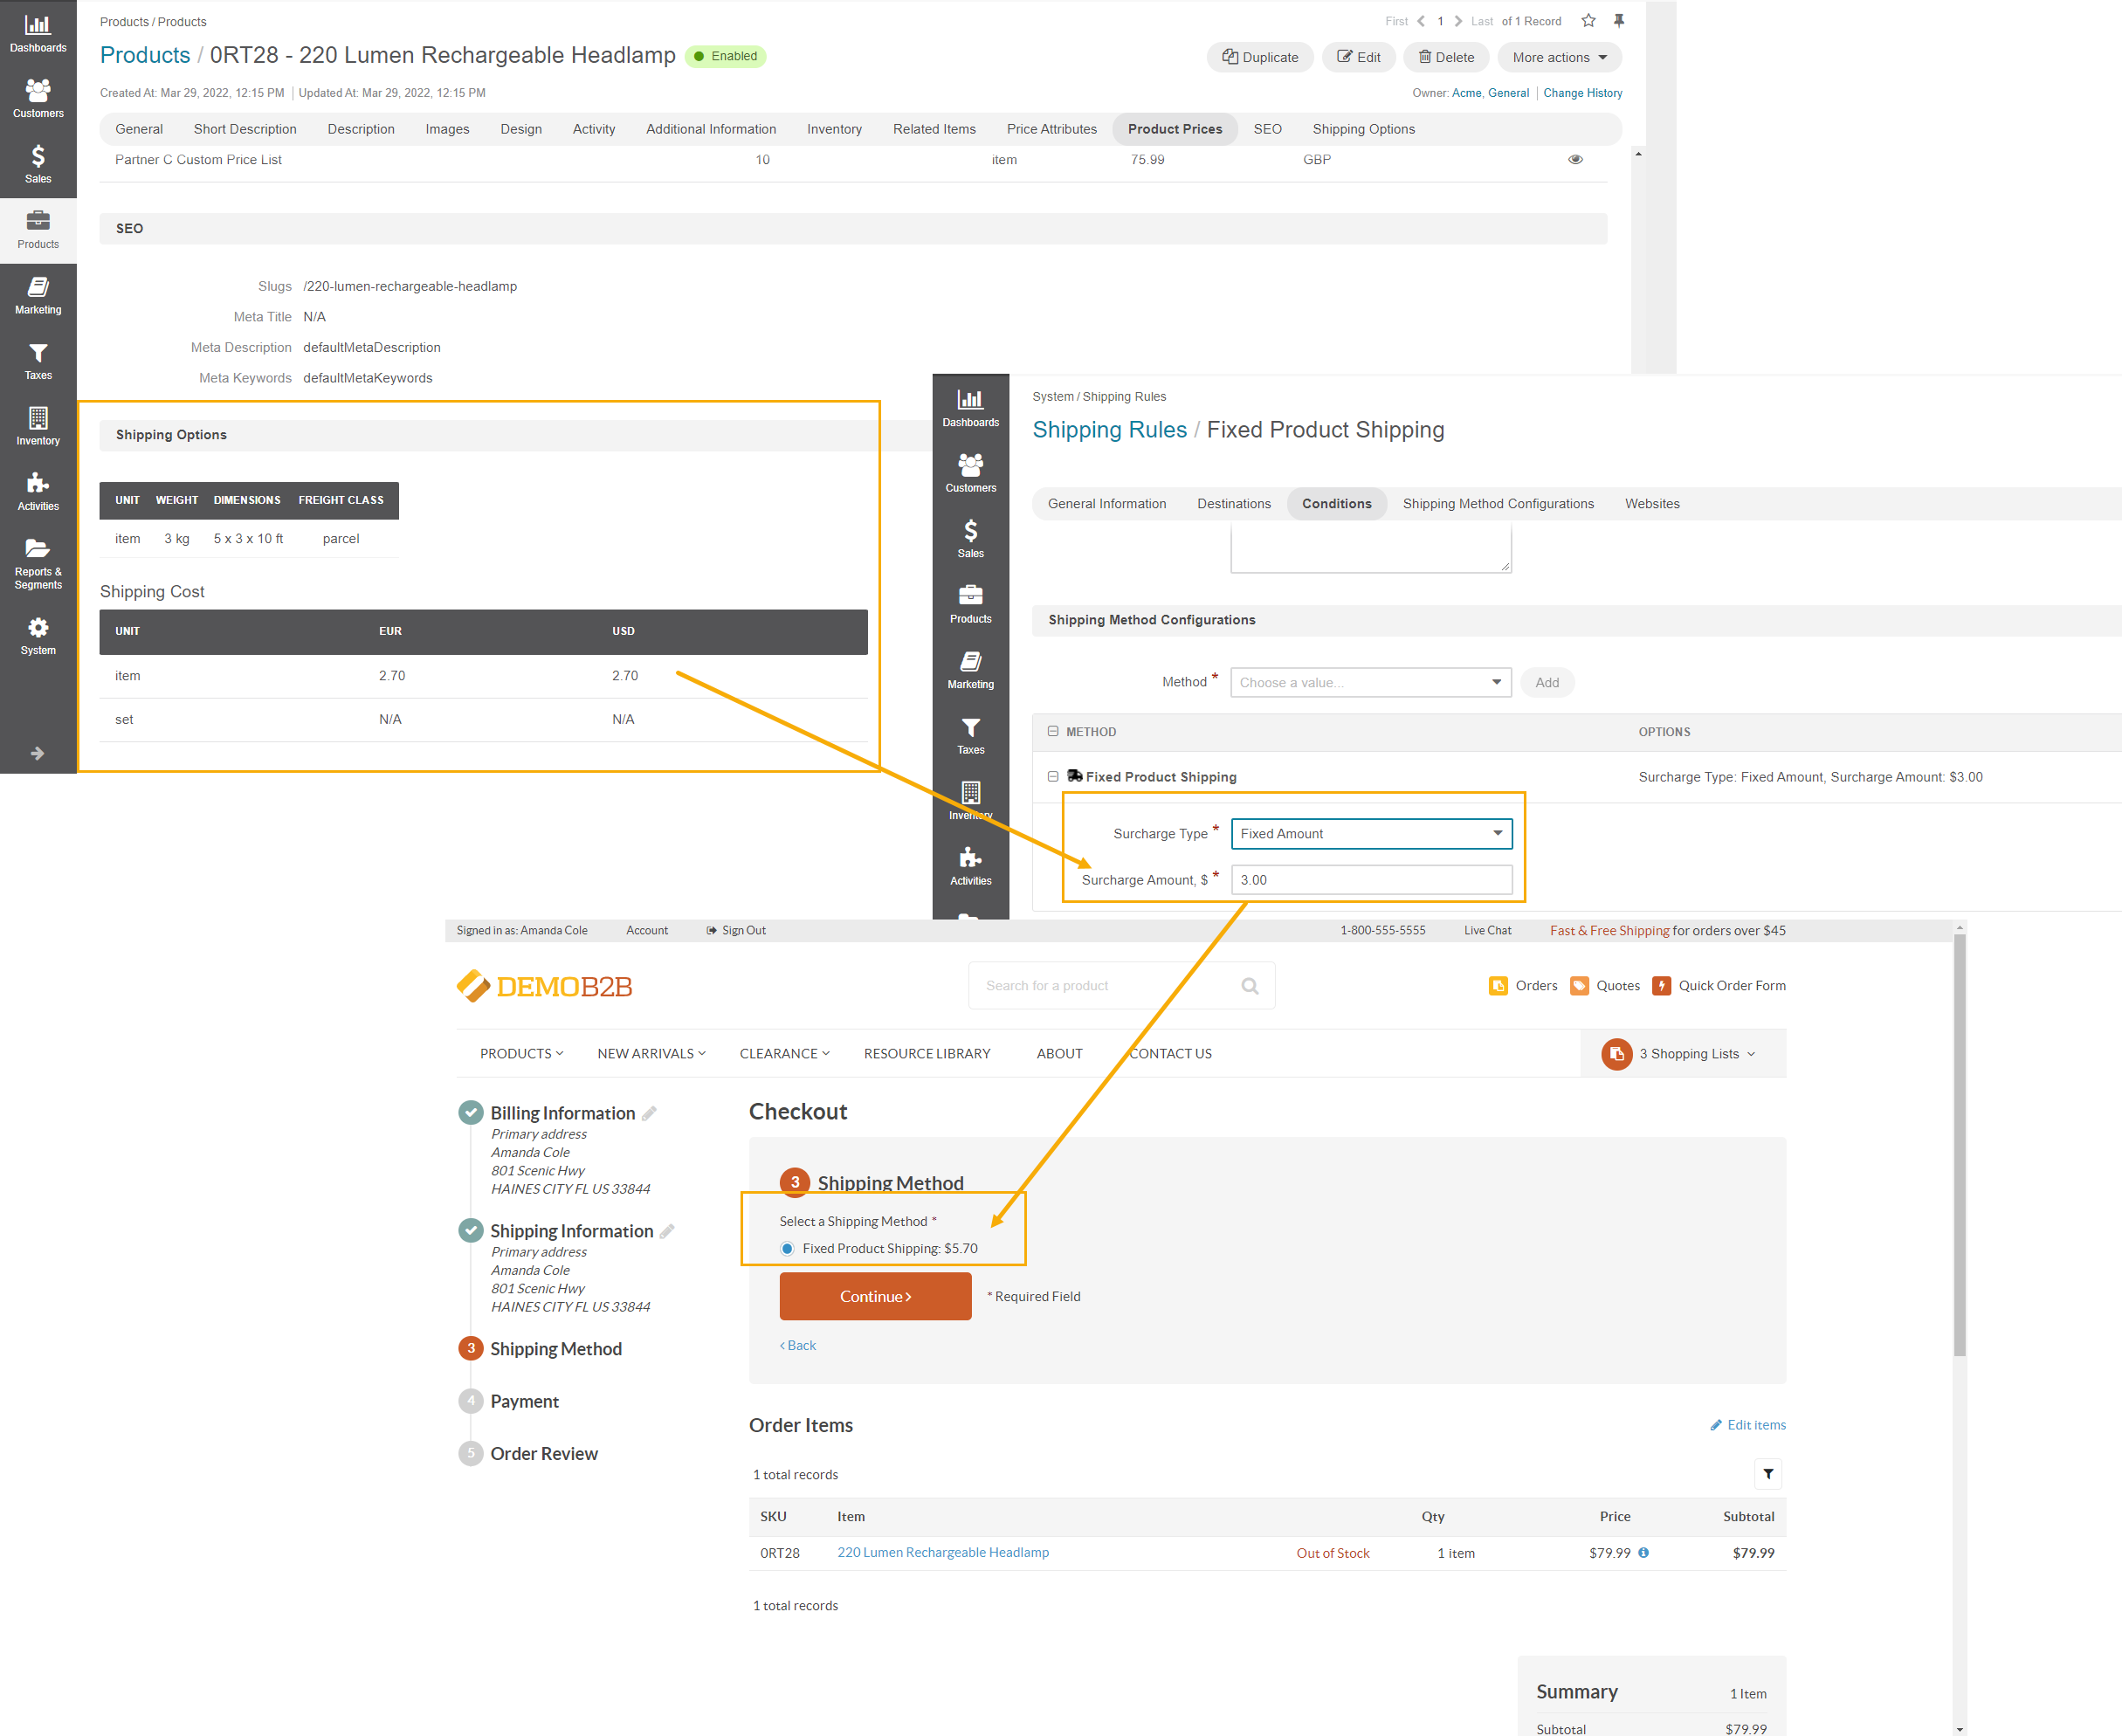 Dashboards
Customers
Sales
Products
Marketing
Taxes
Inventory
Activities
Reports &
Segments
System
Products / Products
First 1 Last of 1 Record
Products / 0RT28 - 220 Lumen Rechargeable Headlamp Enabled
Duplicate Edit Delete More actions
Created At: Mar 29, 2022, 12:15 PM Updated At: Mar 29, 2022, 12:15 PM
Owner: Acme, General Change History
General Short Description Description Images Design Activity Additional Information Inventory Related Items Price Attributes Product Prices SEO Shipping Options
Partner C Custom Price List 10 item 75.99 GBP
SEO
Slugs /220-lumen-rechargeable-headlamp
Meta Title N/A
Meta Description defaultMetaDescription
Meta Keywords defaultMetaKeywords
Shipping Options
UNIT WEIGHT DIMENSIONS FREIGHT CLASS
item 3 kg 5 x 3 x 10 ft parcel
Shipping Cost
UNIT EUR USD
item 2.70 2.70
set N/A N/A
Dashboards
Customers
Sales
Products
Marketing
Taxes
Inventory
Activities
System / Shipping Rules
Shipping Rules / Fixed Product Shipping
General Information Destinations Conditions Shipping Method Configurations Websites
Shipping Method Configurations
Method * Choose a value... Add
METHOD OPTIONS
Fixed Product Shipping Surcharge Type: Fixed Amount, Surcharge Amount: $3.00
Surcharge Type * Fixed Amount
Surcharge Amount, $ * 3.00
Signed in as: Amanda Cole Account Sign Out 1-800-555-5555 Live Chat Fast & Free Shipping for orders over $45
DEMOB2B
Search for a product
Orders Quotes Quick Order Form
PRODUCTS NEW ARRIVALS CLEARANCE RESOURCE LIBRARY ABOUT CONTACT US 3 Shopping Lists
Billing Information
Primary address
Amanda Cole
801 Scenic Hwy
HAINES CITY FL US 33844
Shipping Information
Primary address
Amanda Cole
801 Scenic Hwy
HAINES CITY FL US 33844
3 Shipping Method
4 Payment
5 Order Review
Checkout
3 Shipping Method
Select a Shipping Method *
Fixed Product Shipping: $5.70
Continue
* Required Field
Back
Order Items
Edit items
1 total records
SKU Item Qty Price Subtotal
0RT28 220 Lumen Rechargeable Headlamp Out of Stock 1 item $79.99 $79.99
1 total records
Summary 1 Item
Subtotal $79.99